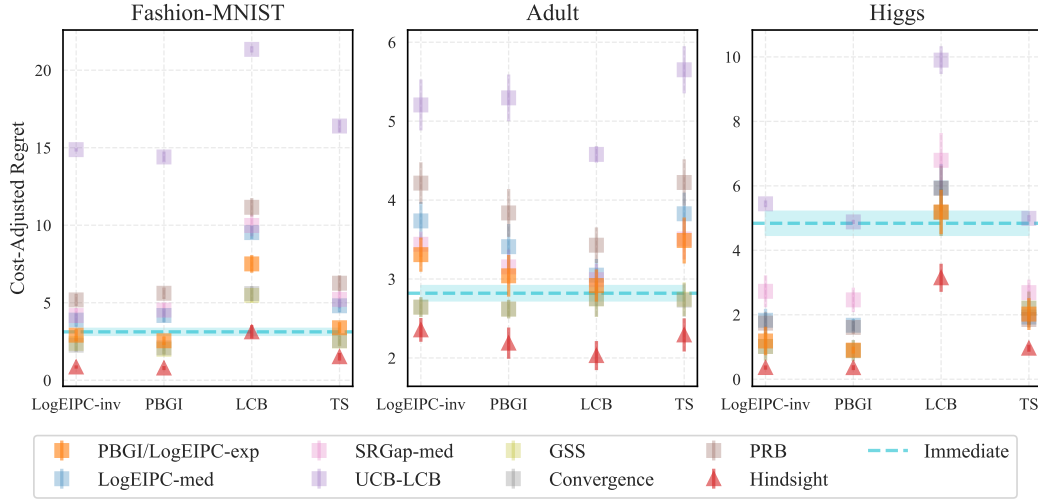 Fashion-MNIST
Adult
Higgs
Cost-Adjusted Regret
20
15
10
5
0
6
5
4
3
2
10
8
6
4
2
0
LogEIPC-inv PBGI LCB TS
LogEIPC-inv PBGI LCB TS
LogEIPC-inv PBGI LCB TS
PBGI/LogEIPC-exp SRGap-med GSS PRB Immediate
LogEIPC-med UCB-LCB Convergence Hindsight